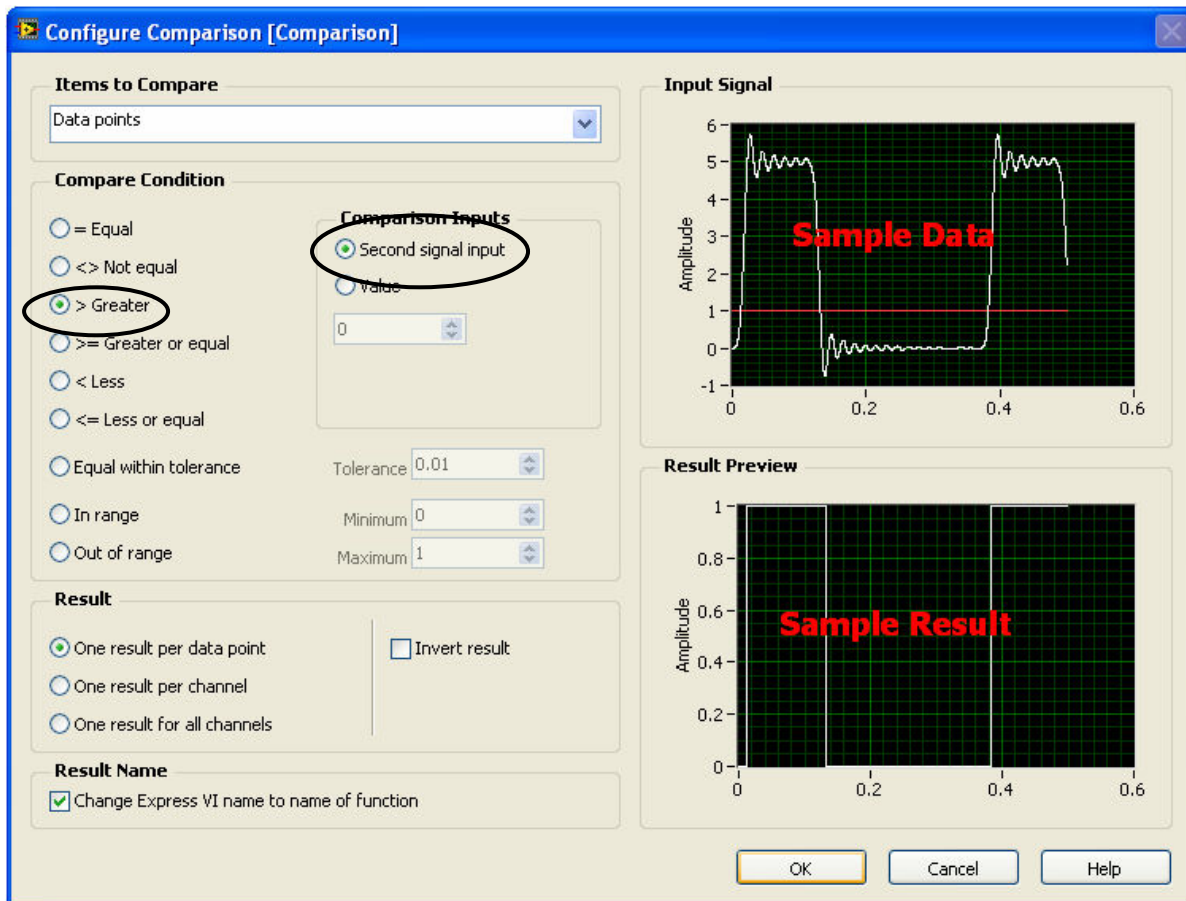 Configure Comparison [Comparison]
Items to Compare
Data points
Compare Condition
= Equal
<> Not equal
> Greater
>= Greater or equal
< Less
<= Less or equal
Equal within tolerance
In range
Out of range
Comparison Inputs
Second signal input
Value
0
Tolerance 0.01
Minimum 0
Maximum 1
Result
One result per data point
One result per channel
One result for all channels
Invert result
Result Name
Change Express VI name to name of function
Input Signal
Amplitude
6
5
4
3
2
1
0
-1
0 0.2 0.4 0.6
Sample Data
Result Preview
Amplitude
1
0.8
0.6
0.4
0.2
0
0 0.2 0.4 0.6
Sample Result
OK
Cancel
Help